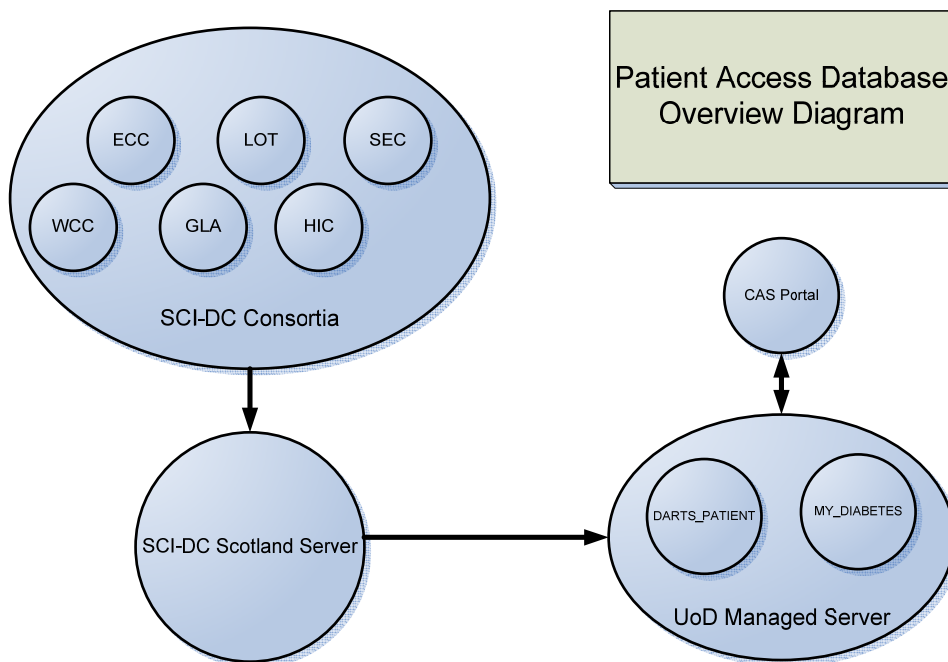 Patient Access Database
Overview Diagram
ECC
LOT
SEC
WCC
GLA
HIC
SCI-DC Consortia
CAS Portal
SCI-DC Scotland Server
DARTS_PATIENT
MY_DIABETES
UoD Managed Server